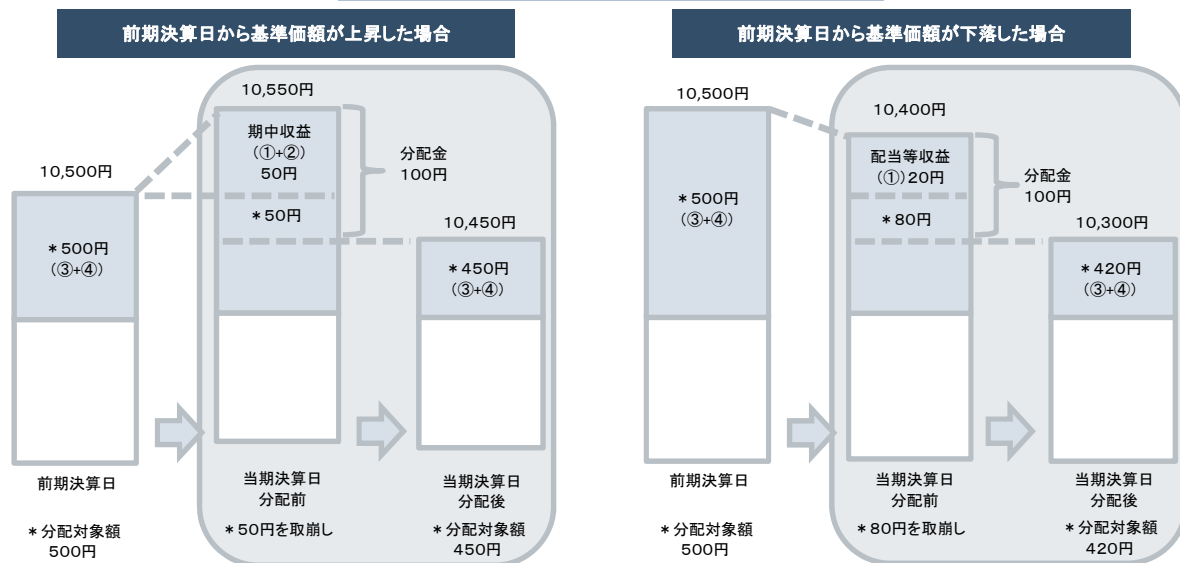 前期決算日から基準価額が上昇した場合
10,500円
*500円
(③+④)
前期決算日
*分配対象額
500円
10,550円
期中収益
(①+②)
50円
*50円
分配金
100円
当期決算日
分配前
*50円を取崩し
10,450円
*450円
(③+④)
当期決算日
分配後
*分配対象額
450円
前期決算日から基準価額が下落した場合
10,500円
*500円
(③+④)
前期決算日
*分配対象額
500円
10,400円
配当等収益
(①)20円
*80円
分配金
100円
当期決算日
分配前
*80円を取崩し
10,300円
*420円
(③+④)
当期決算日
分配後
*分配対象額
420円